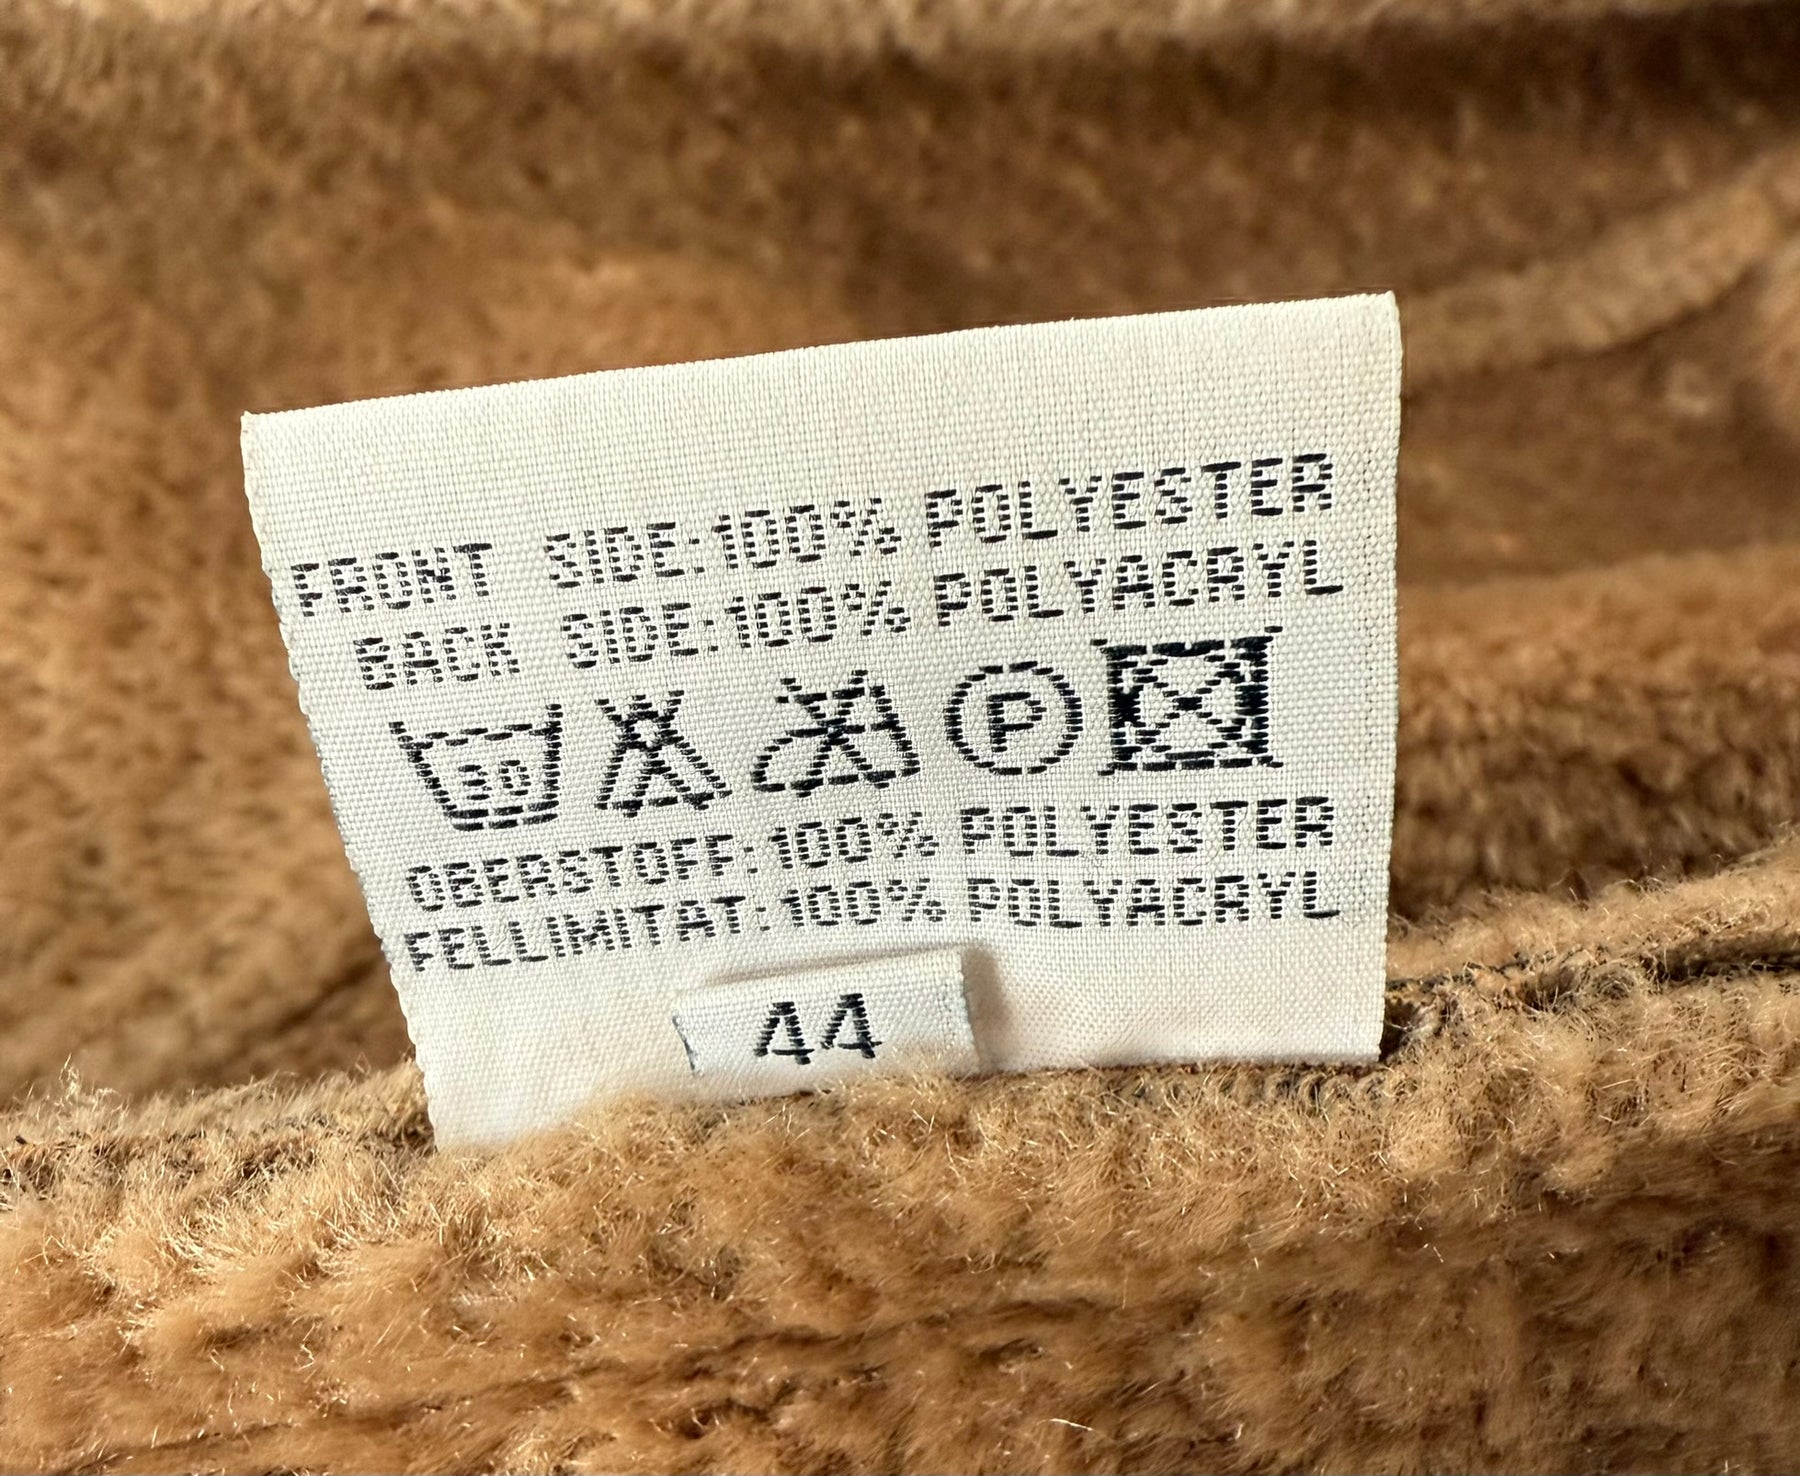 FRONT SIDE:100% POLYESTER
BACK SIDE:100% POLYACRYL
30 P
OBERSTOFF:100% POLYESTER
FELLIMITAT:100% POLYACRYL
44